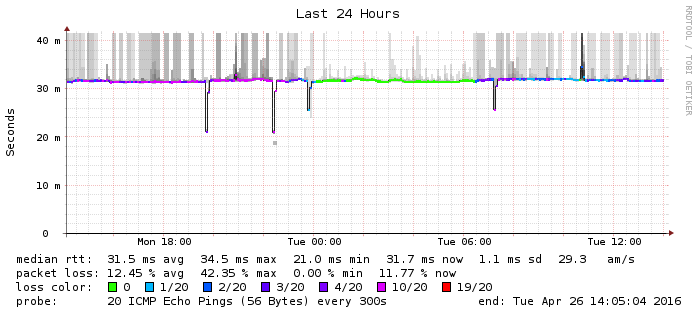 Last 24 Hours
RRDTOOL / TOBI OETIKER
Seconds
40 m
30 m
20 m
10 m
0
Mon 18:00 Tue 00:00 Tue 06:00 Tue 12:00
median rtt: 31.5 ms avg 34.5 ms max 21.0 ms min 31.7 ms now 1.1 ms sd 29.3 am/s
packet loss: 12.45 % avg 42.35 % max 0.00 % min 11.77 % now
loss color: 0 1/20 2/20 3/20 4/20 10/20 19/20
probe: 20 ICMP Echo Pings (56 Bytes) every 300s end: Tue Apr 26 14:05:04 2016